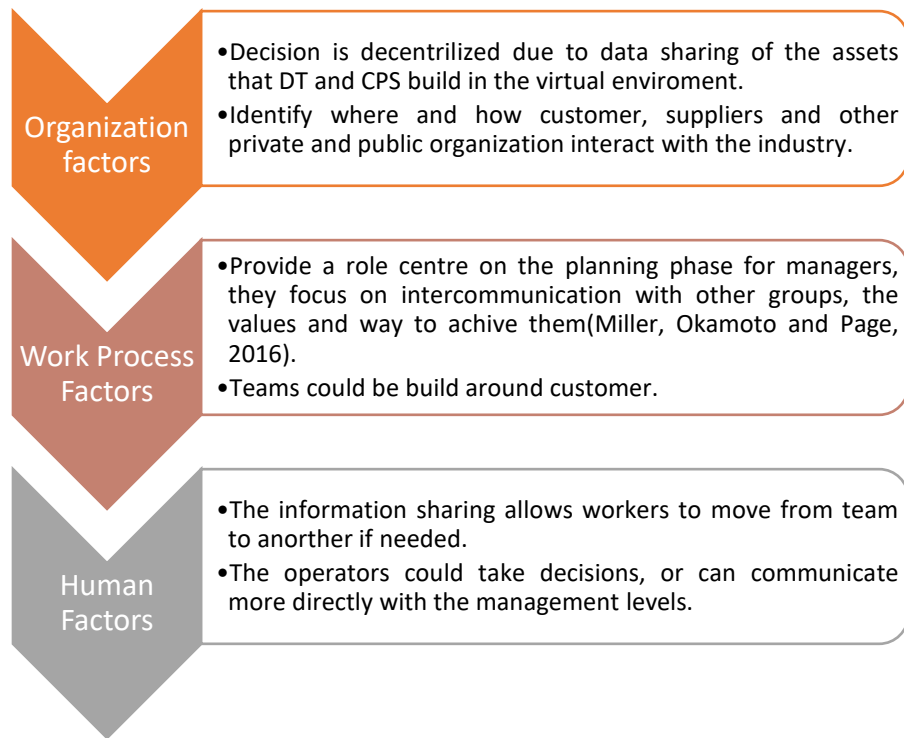 Organization
factors
•Decision is decentrilized due to data sharing of the assets
that DT and CPS build in the virtual enviroment.
•Identify where and how customer, suppliers and other
private and public organization interact with the industry.
Work Process
Factors
•Provide a role centre on the planning phase for managers,
they focus on intercommunication with other groups, the
values and way to achive them(Miller, Okamoto and Page,
2016).
•Teams could be build around customer.
Human
Factors
•The information sharing allows workers to move from team
to anorther if needed.
•The operators could take decisions, or can communicate
more directly with the management levels.